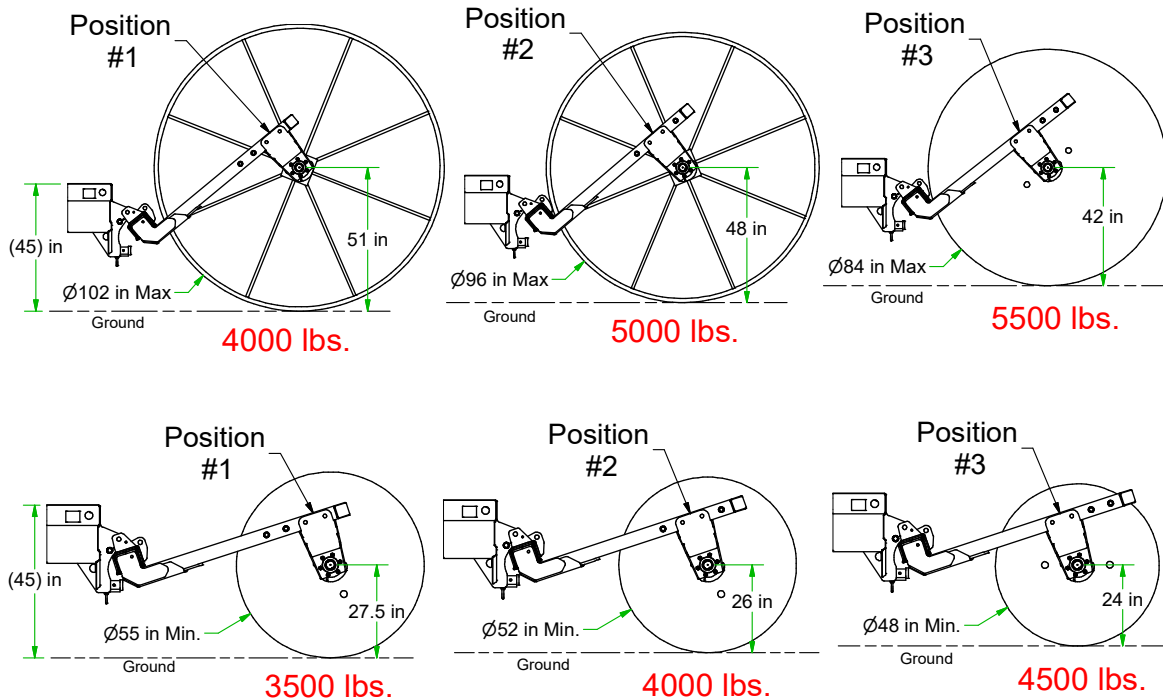 Position
#1
(45) in
51 in
Ø102 in Max
Ground
4000 lbs.
Position
#2
48 in
Ø96 in Max
Ground
5000 lbs.
Position
#3
42 in
Ø84 in Max
Ground
5500 lbs.
Position
#1
(45) in
27.5 in
Ø55 in Min.
Ground
3500 lbs.
Position
#2
26 in
Ø52 in Min.
Ground
4000 lbs.
Position
#3
24 in
Ø48 in Min.
Ground
4500 lbs.